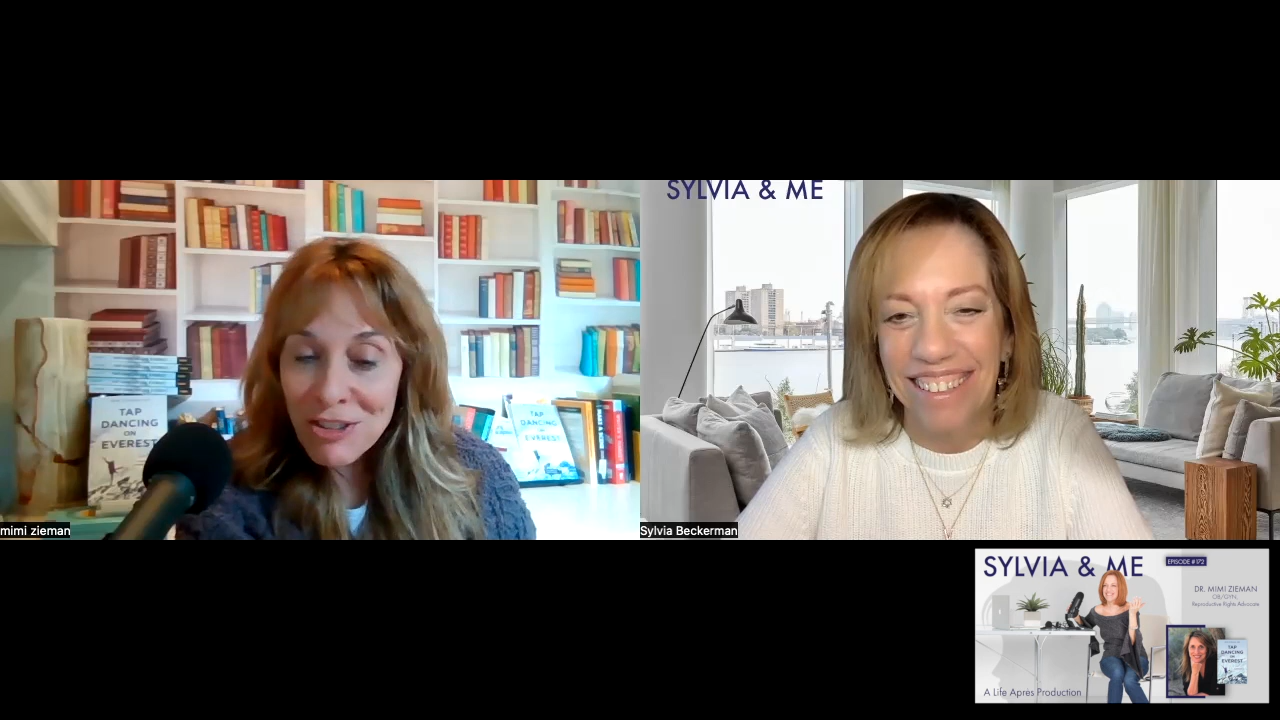 SYLVIA & ME
TAP
DANCING
ON
EVEREST
TAP
DANCING
ON
EVEREST
mimi zieman
Sylvia Beckerman
SYLVIA & ME
EPISODE #172
DR. MIMI ZIEMAN
OB/GYN,
Reproductive Rights Advocate
TAP
DANCING
ON
EVEREST
A Life Après Production